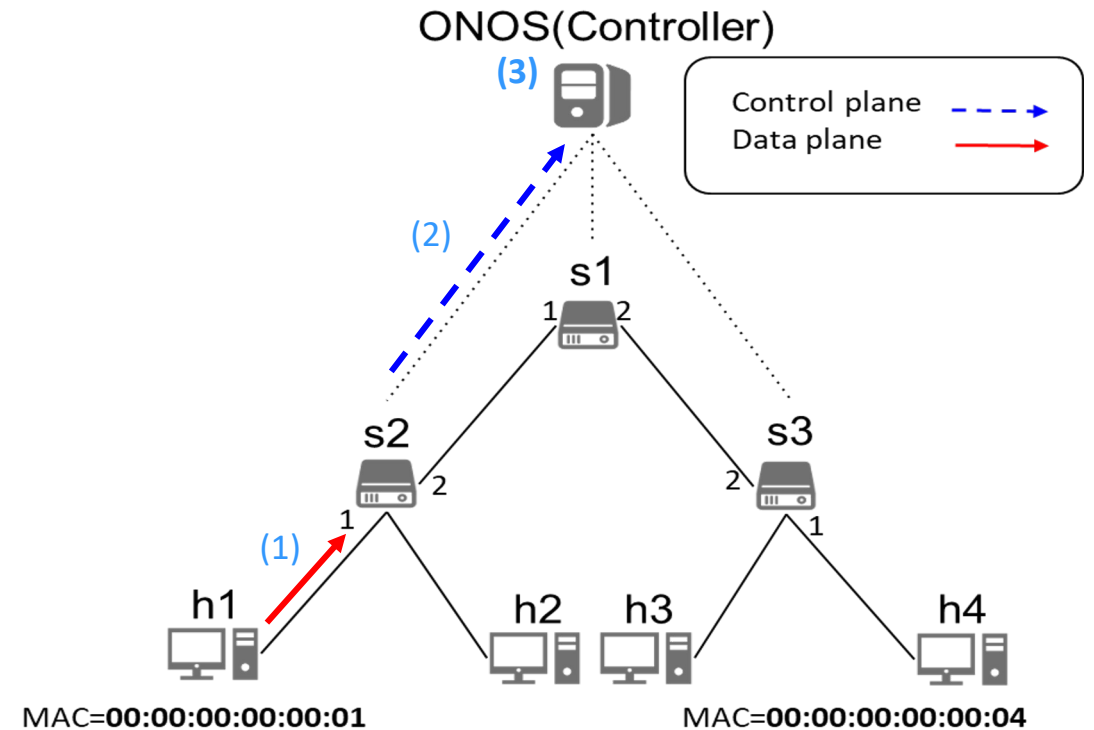 ONOS(Controller)
(3)
Control plane
Data plane
(2)
s1
1 2
s2
s3
2
2
1
1
(1)
h1
h2
h3
h4
MAC=00:00:00:00:00:01
MAC=00:00:00:00:00:04